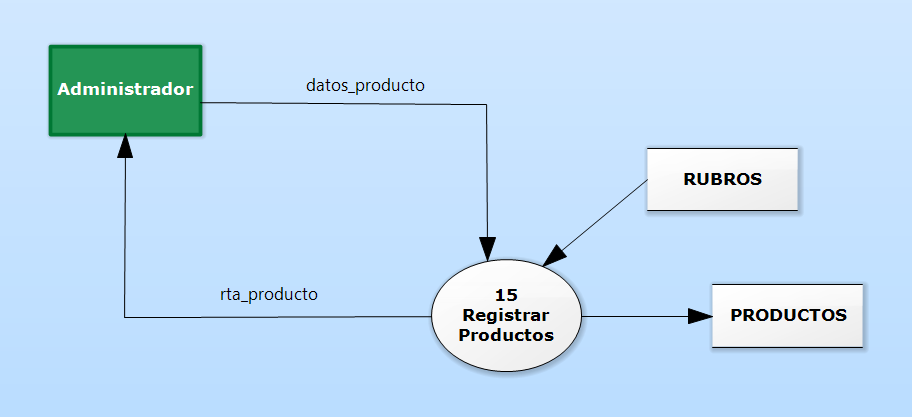 Administrador
datos_producto
RUBROS
rta_producto
15
Registrar
Productos
PRODUCTOS